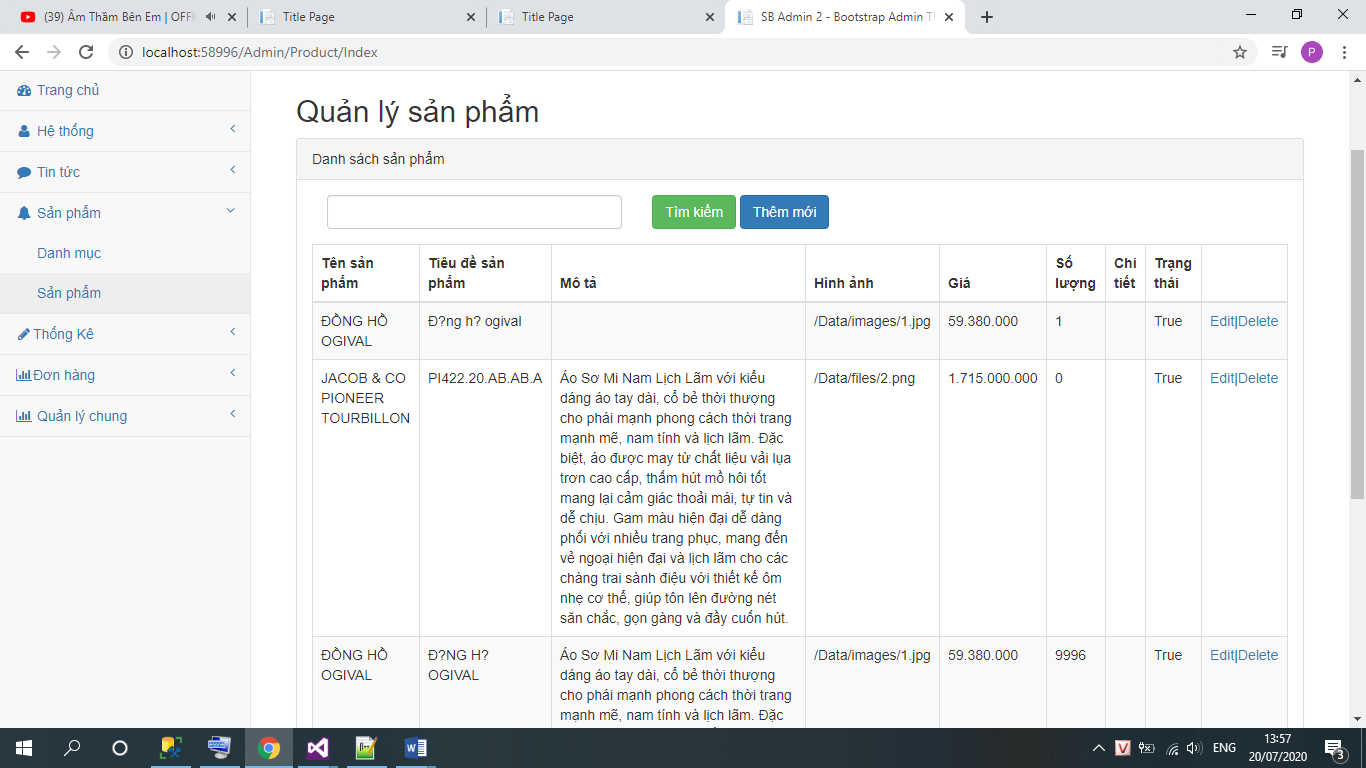 (39) Âm Thầm Bên Em | OFFI
Title Page
Title Page
SB Admin 2 - Bootstrap Admin Th
localhost:58996/Admin/Product/Index
P
Trang chủ
Hệ thống
Tin tức
Sản phẩm
Danh mục
Sản phẩm
Thống Kê
Đơn hàng
Quản lý chung
Quản lý sản phẩm
Danh sách sản phẩm
Tìm kiếm
Thêm mới
Tên sản phẩm
Tiêu đề sản phẩm
Mô tả
Hình ảnh
Giá
Số lượng
Chi tiết
Trạng thái
ĐỒNG HỒ
OGIVAL
Đ?ng h? ogival
/Data/images/1.jpg
59.380.000
1
True
Edit|Delete
JACOB & CO
PIONEER
TOURBILLON
PI422.20.AB.AB.A
Áo Sơ Mi Nam Lịch Lãm với kiểu
dáng áo tay dài, cổ bẻ thời thượng
cho phái mạnh phong cách thời trang
mạnh mẽ, nam tính và lịch lãm. Đặc
biệt, áo được may từ chất liệu vải lụa
trơn cao cấp, thấm hút mồ hôi tốt
mang lại cảm giác thoải mái, tự tin và
dễ chịu. Gam màu hiện đại dễ dàng
phối với nhiều trang phục, mang đến
vẻ ngoại hiện đại và lịch lãm cho các
chàng trai sành điệu với thiết kế ôm
nhẹ cơ thể, giúp tôn lên đường nét
săn chắc, gọn gàng và đầy cuốn hút.
/Data/files/2.png
1.715.000.000
0
True
Edit|Delete
ĐỒNG HỒ
OGIVAL
Đ?NG H?
OGIVAL
Áo Sơ Mi Nam Lịch Lãm với kiểu
dáng áo tay dài, cổ bẻ thời thượng
cho phái mạnh phong cách thời trang
mạnh mẽ, nam tính và lịch lãm. Đặc
/Data/images/1.jpg
59.380.000
9996
True
Edit|Delete
V
ENG
13:57
20/07/2020
3